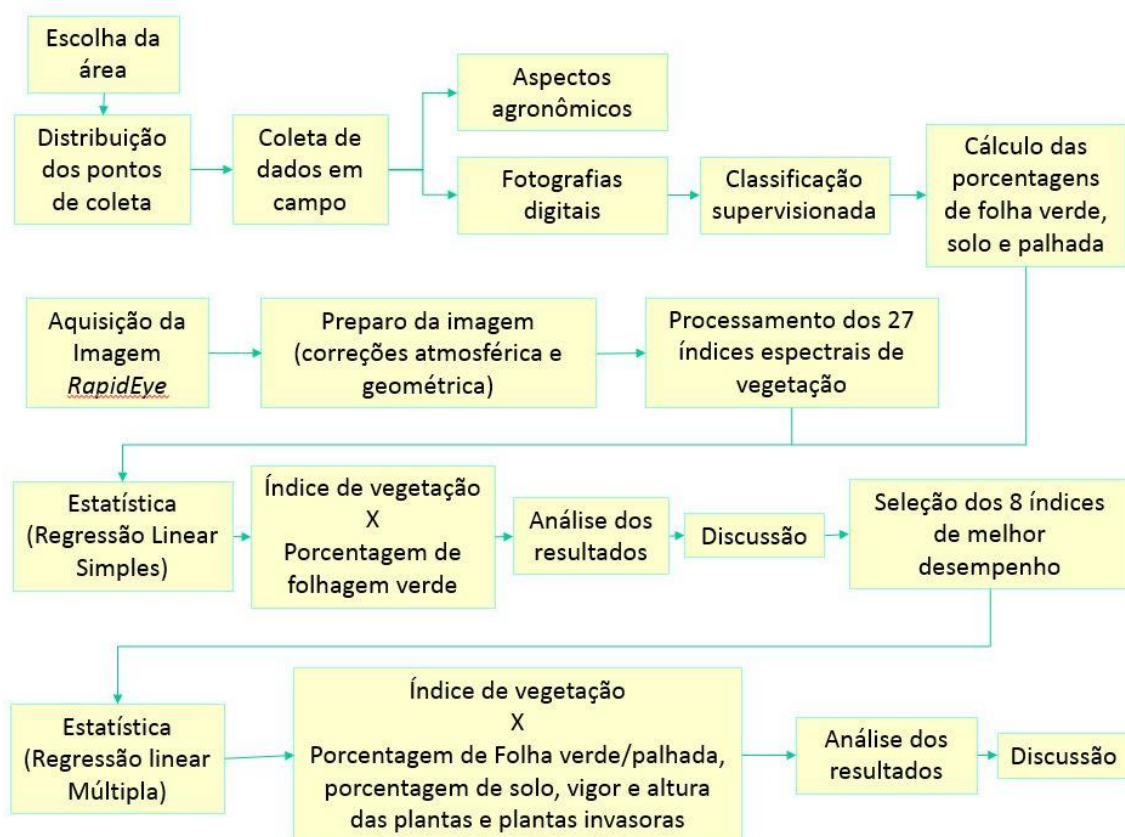 Escolha da
área
Distribuição
dos pontos
de coleta
Coleta de
dados em
campo
Aspectos
agronômicos
Fotografias
digitais
Classificação
supervisionada
Cálculo das
porcentagens
de folha verde,
solo e palhada
Aquisição da
Imagem
RapidEye
Preparo da imagem
(correções atmosférica e
geométrica)
Processamento dos 27
índices espectrais de
vegetação
Estatística
(Regressão Linear
Simples)
Índice de vegetação
X
Porcentagem de
folhagem verde
Análise dos
resultados
Discussão
Seleção dos 8 índices
de melhor
desempenho
Estatística
(Regressão linear
Múltipla)
Índice de vegetação
X
Porcentagem de Folha verde/palhada,
porcentagem de solo, vigor e altura
das plantas e plantas invasoras
Análise dos
resultados
Discussão